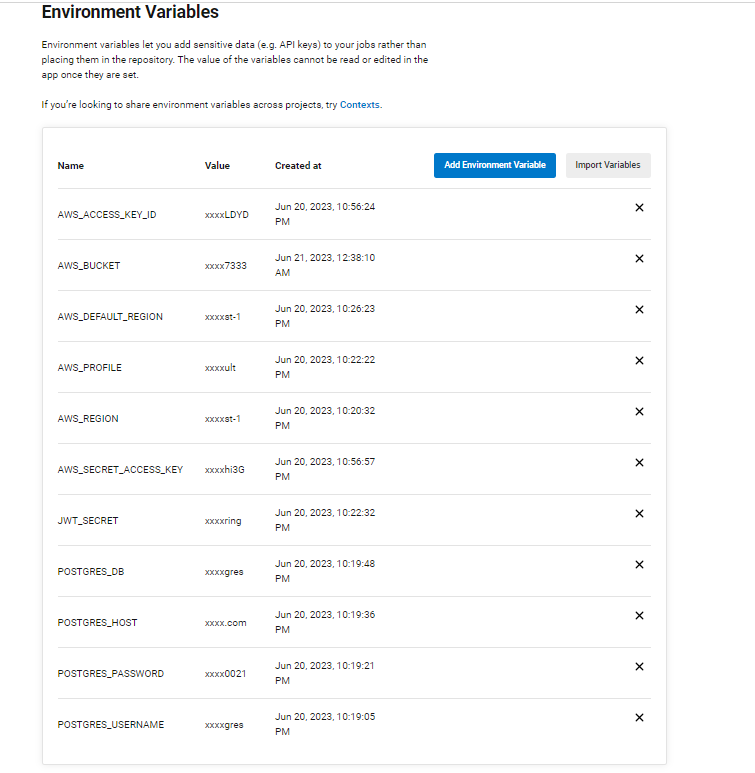 Environment Variables
Environment variables let you add sensitive data (e.g. API keys) to your jobs rather than
placing them in the repository. The value of the variables cannot be read or edited in the
app once they are set.
If you're looking to share environment variables across projects, try Contexts.
Name Value Created at Add Environment Variable Import Variables
AWS_ACCESS_KEY_ID xxxxLDYD Jun 20, 2023, 10:56:24
PM
AWS_BUCKET xxxx7333 Jun 21, 2023, 12:38:10
AM
AWS_DEFAULT_REGION xxxxst-1 Jun 20, 2023, 10:26:23
PM
AWS_PROFILE xxxxult Jun 20, 2023, 10:22:22
PM
AWS_REGION xxxxst-1 Jun 20, 2023, 10:20:32
PM
AWS_SECRET_ACCESS_KEY xxxxhi3G Jun 20, 2023, 10:56:57
PM
JWT_SECRET xxxxring Jun 20, 2023, 10:22:32
PM
POSTGRES_DB xxxxgres Jun 20, 2023, 10:19:48
PM
POSTGRES_HOST xxxx.com Jun 20, 2023, 10:19:36
PM
POSTGRES_PASSWORD xxxx0021 Jun 20, 2023, 10:19:21
PM
POSTGRES_USERNAME xxxxgres Jun 20, 2023, 10:19:05
PM